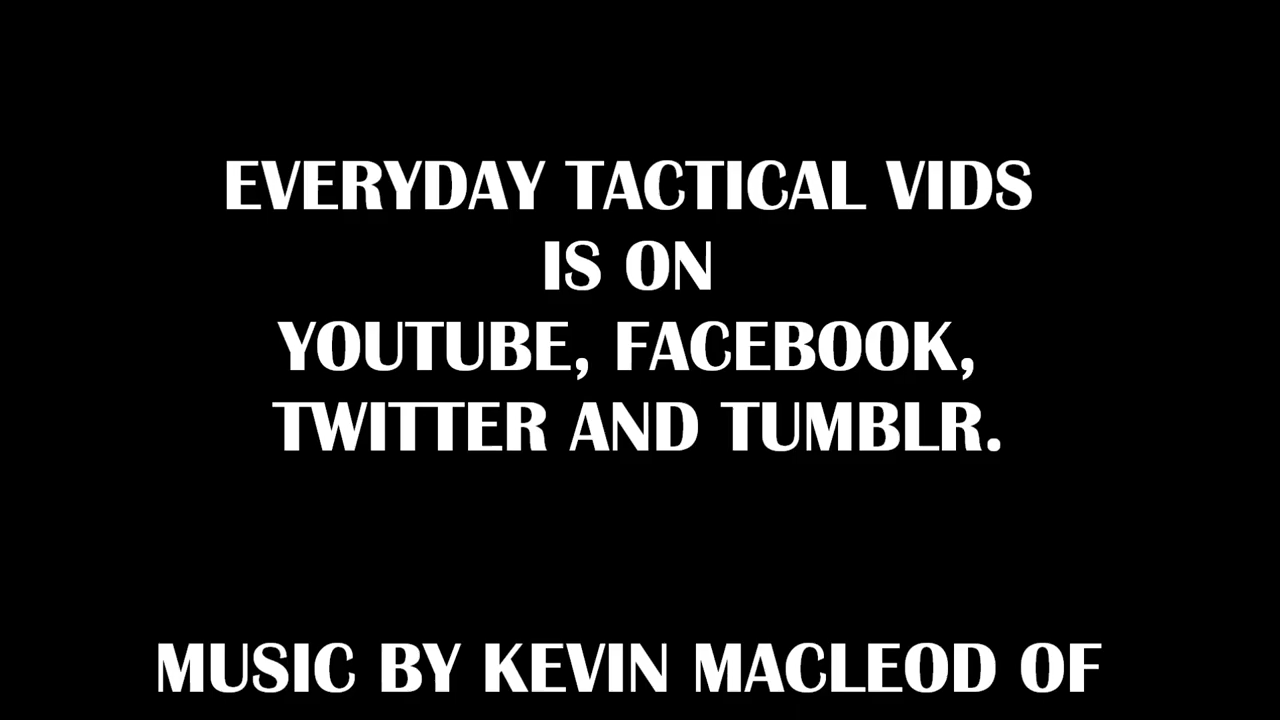 EVERYDAY TACTICAL VIDS
IS ON
YOUTUBE, FACEBOOK,
TWITTER AND TUMBLR.
MUSIC BY KEVIN MACLEOD OF